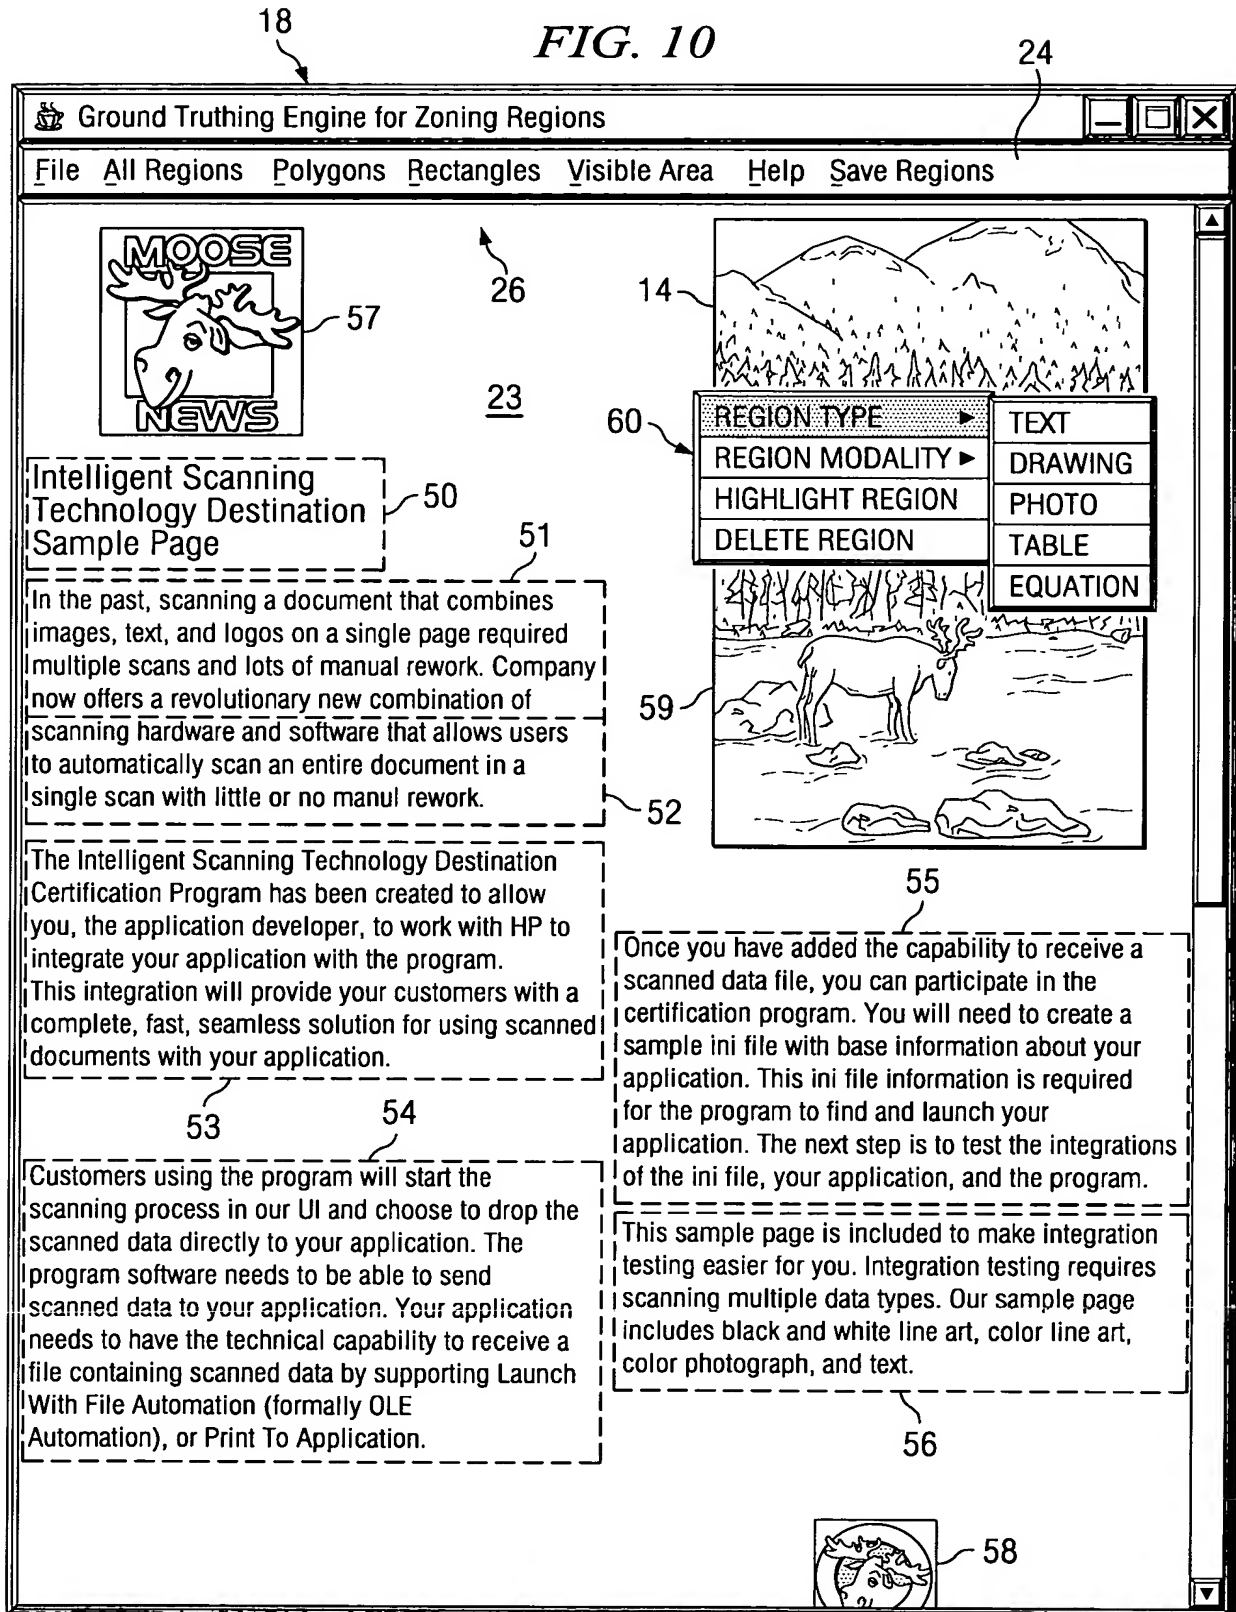 FIG. 10
18
24
Ground Truthing Engine for Zoning Regions
File All Regions Polygons Rectangles Visible Area Help Save Regions
26
MOOSE
NEWS
57
23
Intelligent Scanning
Technology Destination
Sample Page
50
51
In the past, scanning a document that combines
images, text, and logos on a single page required
multiple scans and lots of manual rework. Company
now offers a revolutionary new combination of
scanning hardware and software that allows users
to automatically scan an entire document in a
single scan with little or no manul rework.
52
The Intelligent Scanning Technology Destination
Certification Program has been created to allow
you, the application developer, to work with HP to
integrate your application with the program.
This integration will provide your customers with a
complete, fast, seamless solution for using scanned
documents with your application.
53
54
Customers using the program will start the
scanning process in our UI and choose to drop the
scanned data directly to your application. The
program software needs to be able to send
scanned data to your application. Your application
needs to have the technical capability to receive a
file containing scanned data by supporting Launch
With File Automation (formally OLE
Automation), or Print To Application.
14
60
REGION TYPE
REGION MODALITY
HIGHLIGHT REGION
DELETE REGION
TEXT
DRAWING
PHOTO
TABLE
EQUATION
59
55
Once you have added the capability to receive a
scanned data file, you can participate in the
certification program. You will need to create a
sample ini file with base information about your
application. This ini file information is required
for the program to find and launch your
application. The next step is to test the integrations
of the ini file, your application, and the program.
This sample page is included to make integration
testing easier for you. Integration testing requires
scanning multiple data types. Our sample page
includes black and white line art, color line art,
color photograph, and text.
56
58